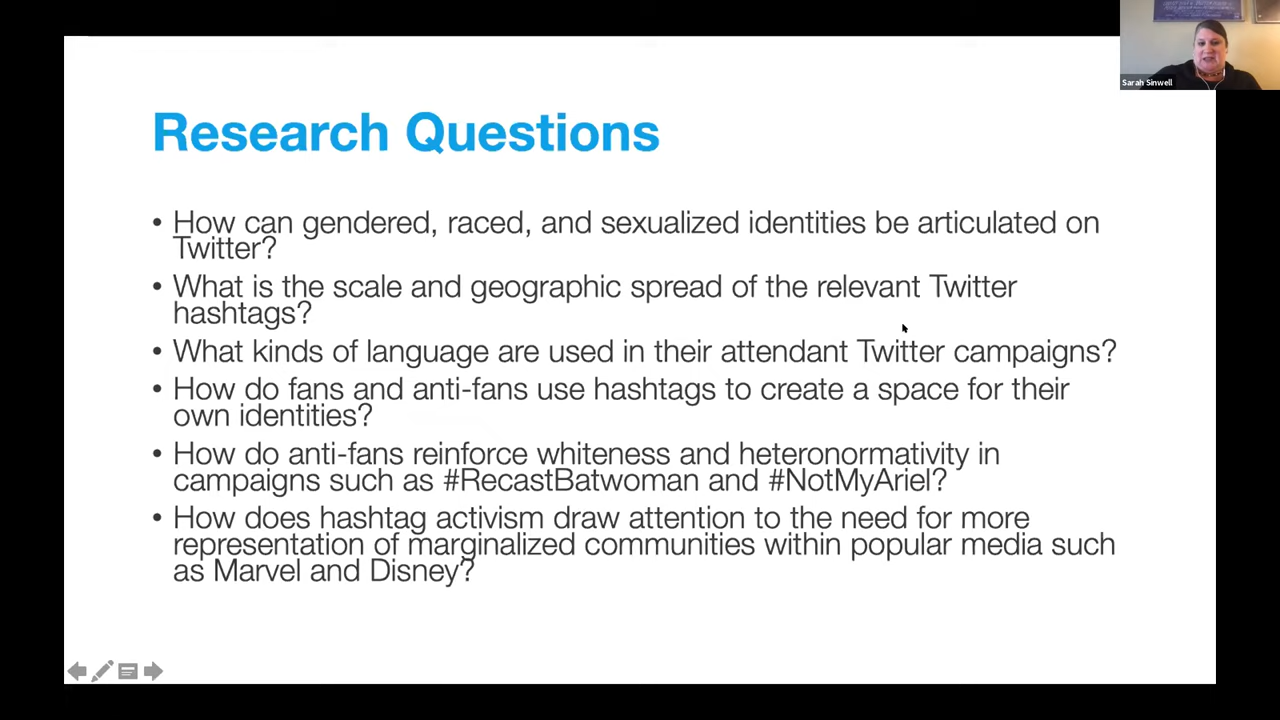 Sarah Sinwell
Research Questions
• How can gendered, raced, and sexualized identities be articulated on
Twitter?
• What is the scale and geographic spread of the relevant Twitter
hashtags?
• What kinds of language are used in their attendant Twitter campaigns?
• How do fans and anti-fans use hashtags to create a space for their
own identities?
• How do anti-fans reinforce whiteness and heteronormativity in
campaigns such as #RecastBatwoman and #NotMyAriel?
• How does hashtag activism draw attention to the need for more
representation of marginalized communities within popular media such
as Marvel and Disney?